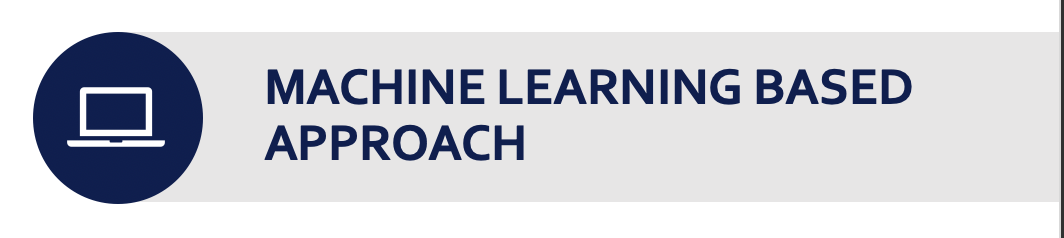 MACHINE LEARNING BASED
APPROACH